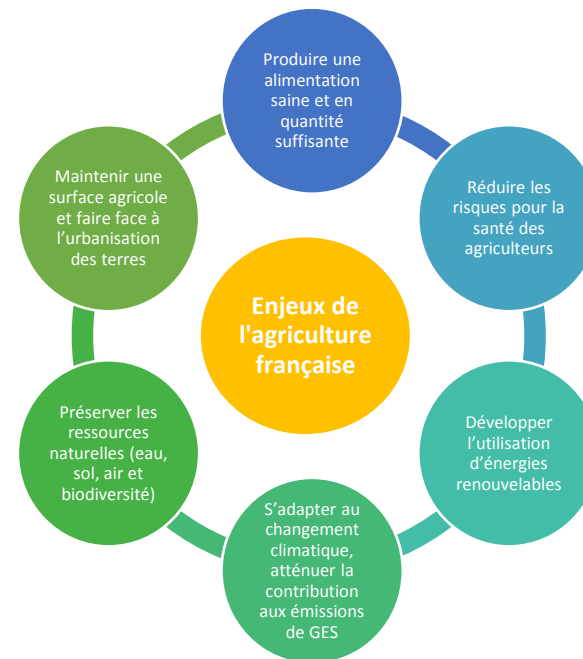 Produire une
alimentation
saine et en
quantité
suffisante
Réduire les
risques pour la
santé des
agriculteurs
Développer
l’utilisation
d’énergies
renouvelables
S’adapter au
changement
climatique,
atténuer la
contribution
aux émissions
de GES
Préserver les
ressources
naturelles (eau,
sol, air et
biodiversité)
Maintenir une
surface agricole
et faire face à
l’urbanisation
des terres
Enjeux de
l'agriculture
française